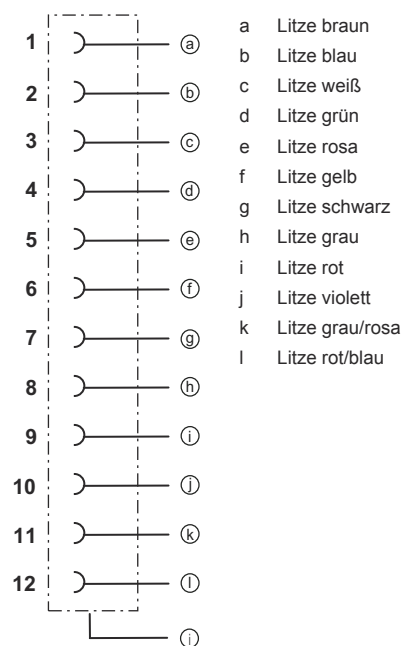 1 a
2 b
3 c
4 d
5 e
6 f
7 g
8 h
9 i
10 j
11 k
12 l
i
a Litze braun
b Litze blau
c Litze weiß
d Litze grün
e Litze rosa
f Litze gelb
g Litze schwarz
h Litze grau
i Litze rot
j Litze violett
k Litze grau/rosa
l Litze rot/blau